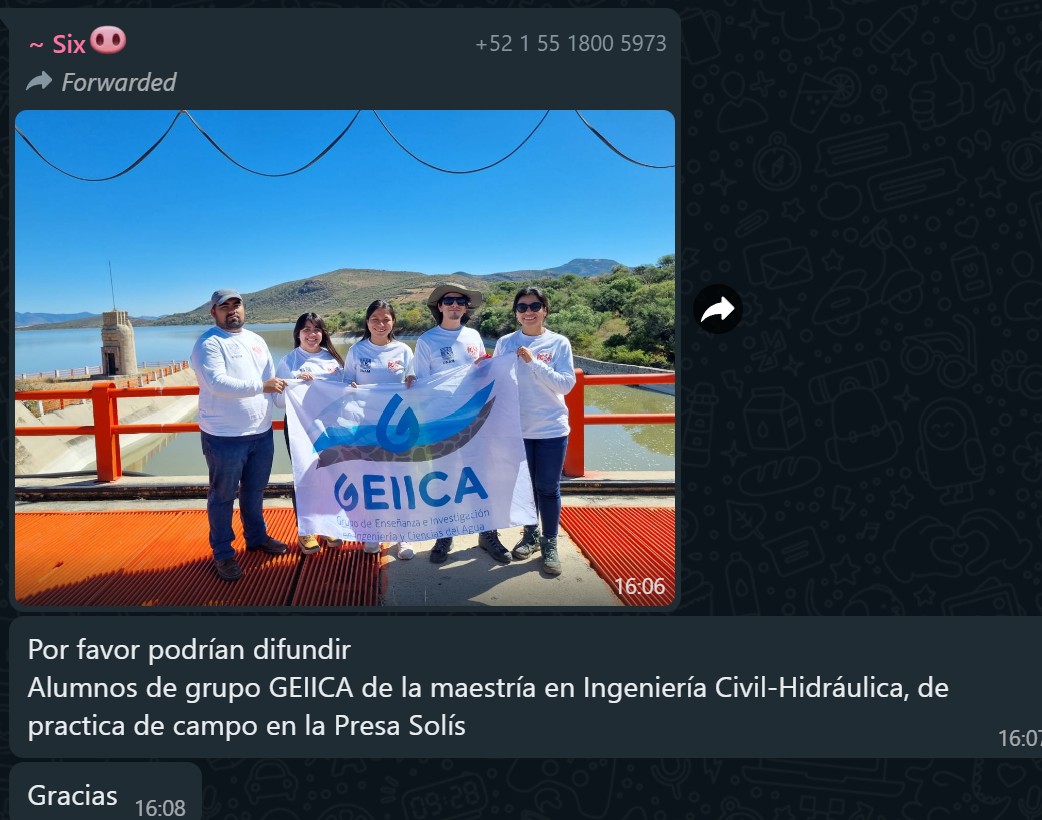 ~ Six
+52 1 55 1800 5973
Forwarded
GEIICA
Grupo de Enseñanza e Investigación
en Ingeniería y Ciencias del Agua
16:06
Por favor podrían difundir
Alumnos de grupo GEIICA de la maestría en Ingeniería Civil-Hidráulica, de
practica de campo en la Presa Solís
16:07
Gracias
16:08